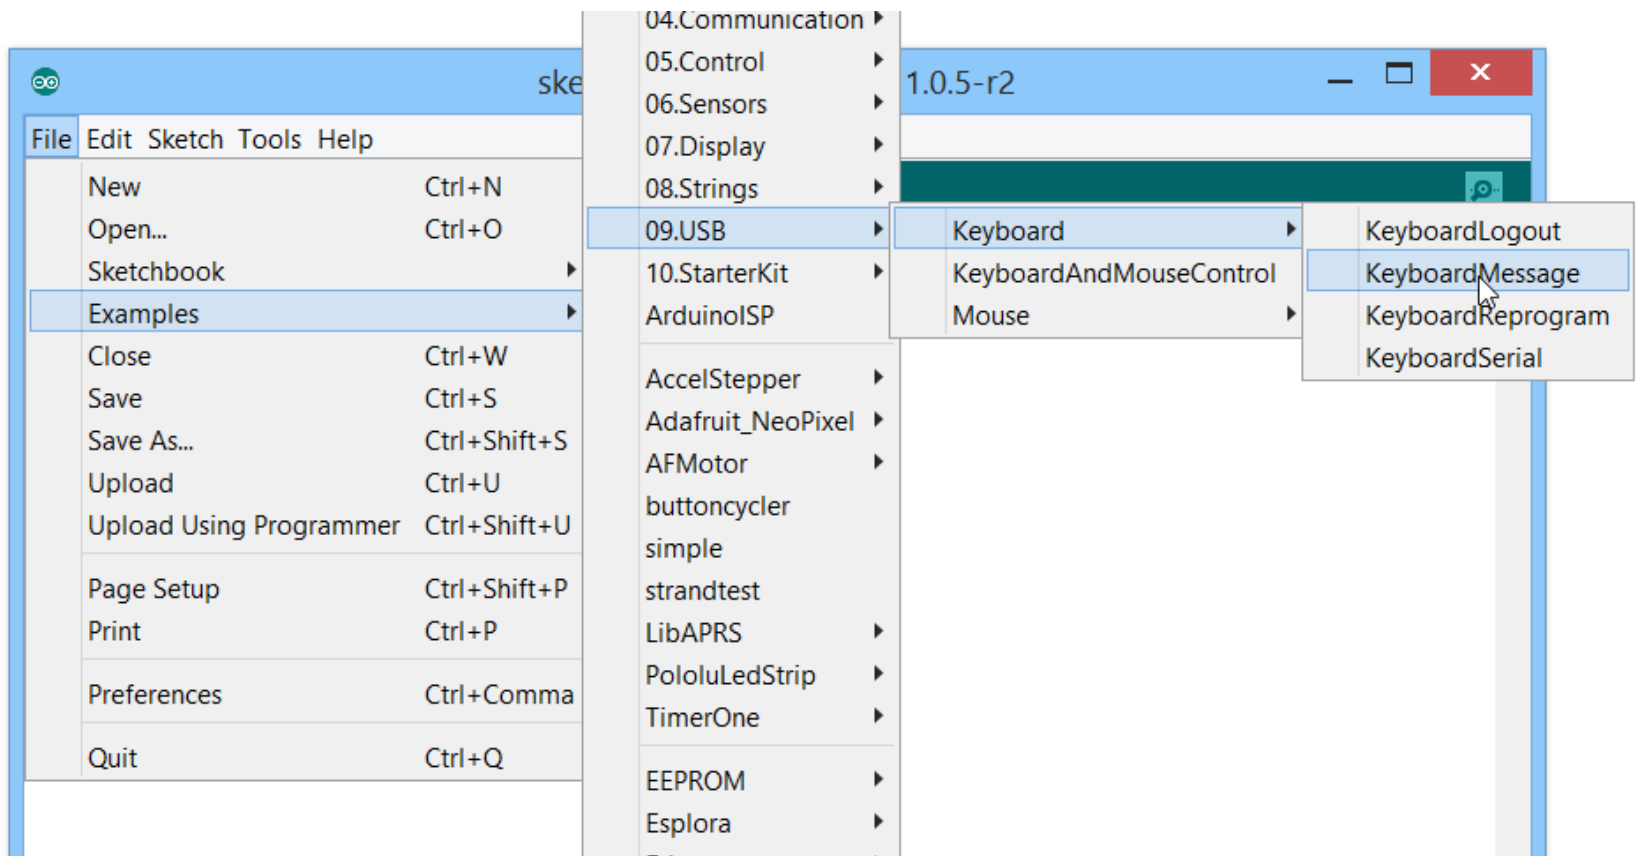 ske
1.0.5-r2
File Edit Sketch Tools Help
New Ctrl+N
Open... Ctrl+O
Sketchbook
Examples
Close Ctrl+W
Save Ctrl+S
Save As... Ctrl+Shift+S
Upload Ctrl+U
Upload Using Programmer Ctrl+Shift+U
Page Setup Ctrl+Shift+P
Print Ctrl+P
Preferences Ctrl+Comma
Quit Ctrl+Q
04.Communication
05.Control
06.Sensors
07.Display
08.Strings
09.USB
10.StarterKit
ArduinoISP
AccelStepper
Adafruit_NeoPixel
AFMotor
buttoncycler
simple
strandtest
LibAPRS
PololuLedStrip
TimerOne
EEPROM
Esplora
Keyboard
KeyboardAndMouseControl
Mouse
KeyboardLogout
KeyboardMessage
KeyboardReprogram
KeyboardSerial